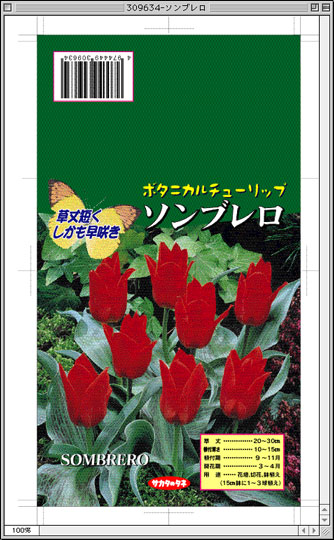 309634-ソンブレロ
4 974449 309634
ボタニカルチューリップ
ソンブレロ
草丈短く
しかも早咲き
SOMBRERO
サカタのタネ
草丈…………20~30cm
植付深さ…………10~15cm
植付期…………9~11月
開花期…………3~4月
用途……花壇、切花、鉢植え
(15cm鉢に1~3球植え)
100%